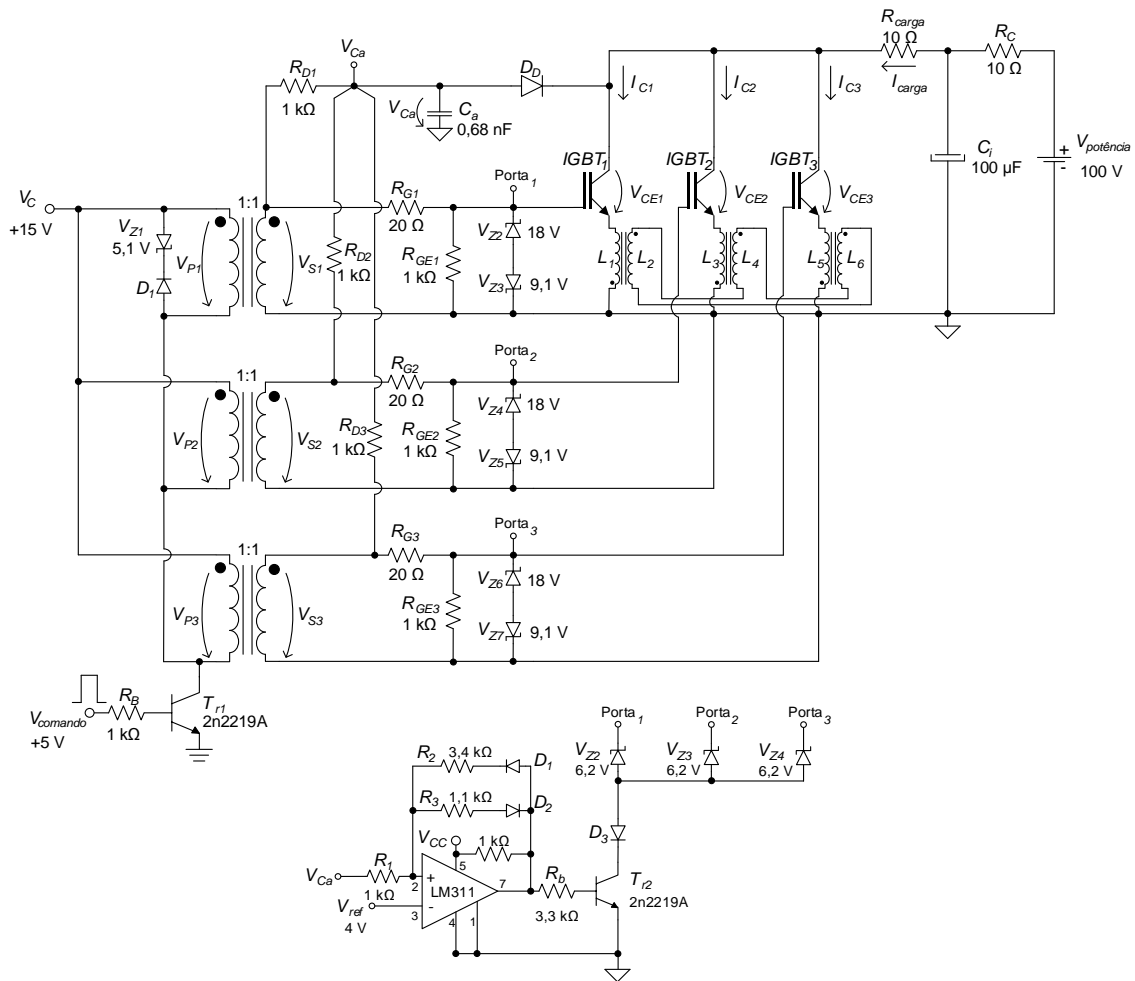 R_carga
10 Ω
R_C
10 Ω
V_Ca
R_D1
1 kΩ
D_D
I_C1
I_C2
I_C3
I_carga
V_Ca
C_a
0,68 nF
IGBT_1
IGBT_2
IGBT_3
C_i
100 µF
+
-
V_potência
100 V
V_C
+15 V
1:1
R_G1
20 Ω
Porta_1
V_CE1
V_CE2
V_CE3
V_Z1
5,1 V
V_P1
V_S1
R_D2
1 kΩ
R_GE1
1 kΩ
V_Z2
18 V
V_Z3
9,1 V
L_1
L_2
L_3
L_4
L_5
L_6
D_1
1:1
R_G2
20 Ω
Porta_2
V_P2
V_S2
R_D3
1 kΩ
R_GE2
1 kΩ
V_Z4
18 V
V_Z5
9,1 V
1:1
R_G3
20 Ω
Porta_3
V_P3
V_S3
R_GE3
1 kΩ
V_Z6
18 V
V_Z7
9,1 V
V_comando
+5 V
R_B
1 kΩ
T_r1
2n2219A
Porta_1
Porta_2
Porta_3
V_Z2
6,2 V
V_Z3
6,2 V
V_Z4
6,2 V
R_2
3,4 kΩ
D_1
R_3
1,1 kΩ
D_2
D_3
V_CC
1 kΩ
5
V_Ca
R_1
1 kΩ
2
+
LM311
7
R_b
3,3 kΩ
T_r2
2n2219A
V_ref
4 V
3
-
4
1